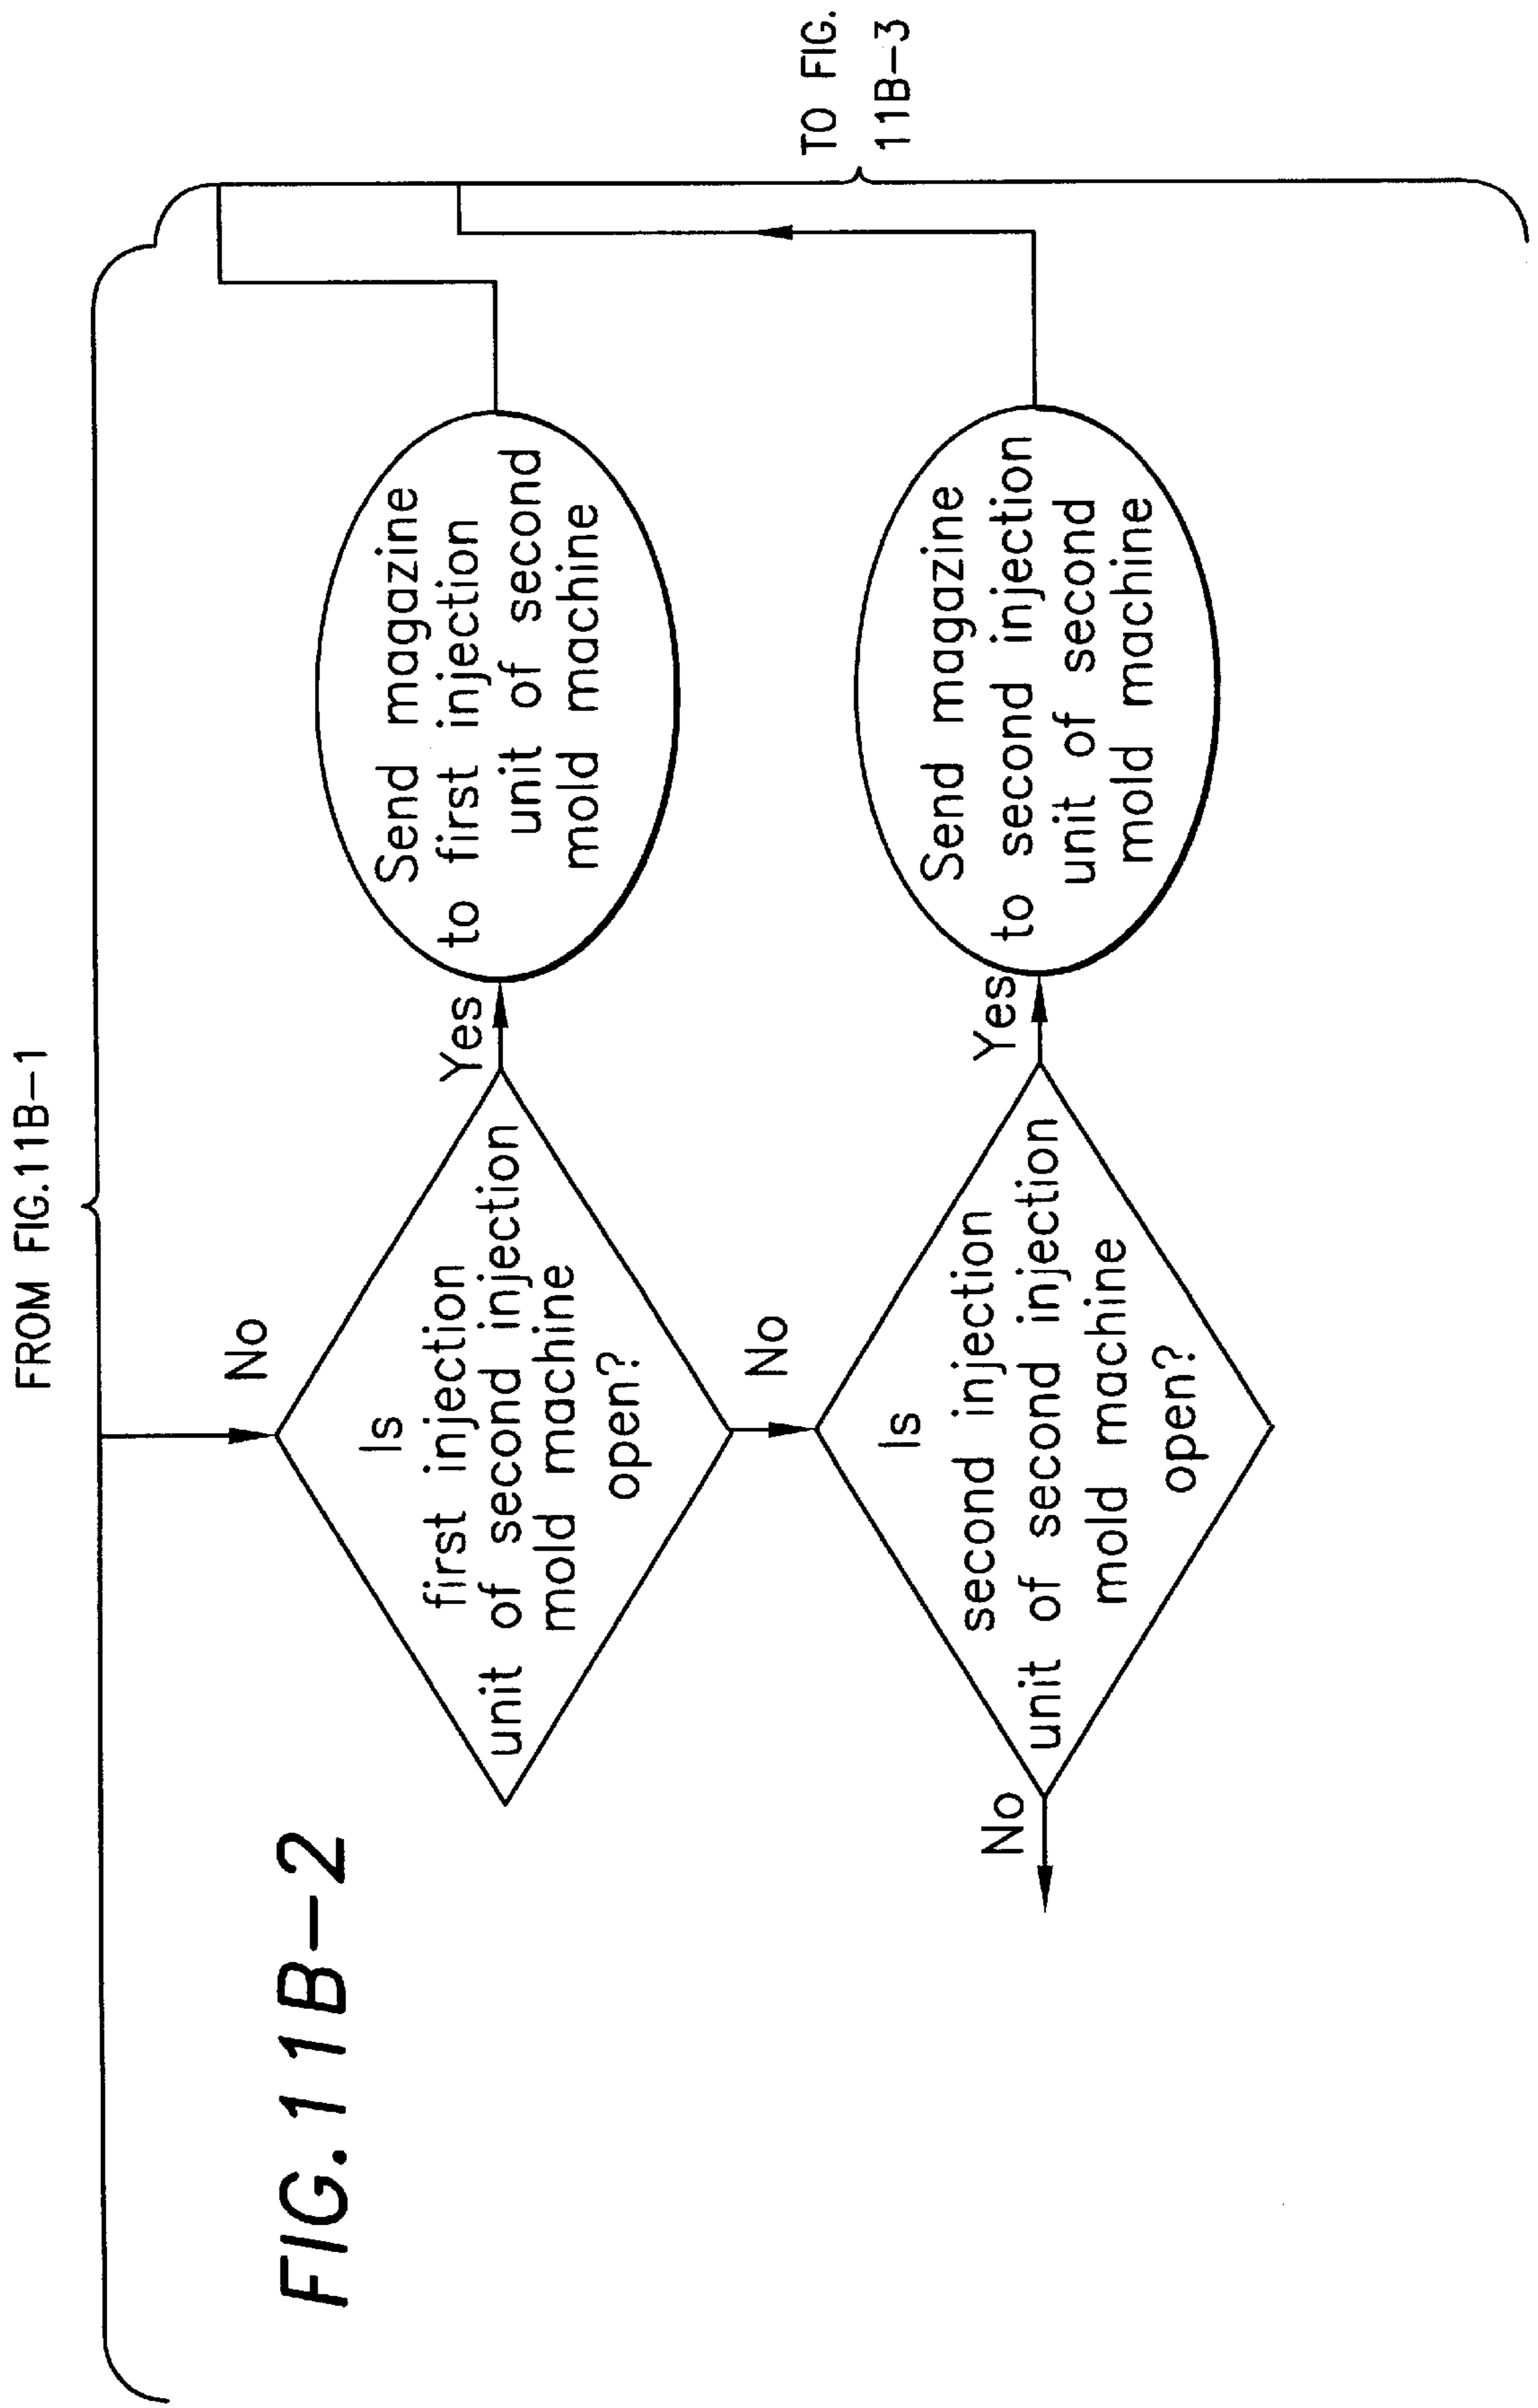 FROM FIG.11B-1
FIG.11B-2
No
Is
first injection
unit of second injection
mold machine
open?
Yes
Send magazine
to first injection
unit of second
mold machine
No
Is
second injection
unit of second injection
mold machine
open?
No
Yes
Send magazine
to second injection
unit of second
mold machine
TO FIG.
11B-3